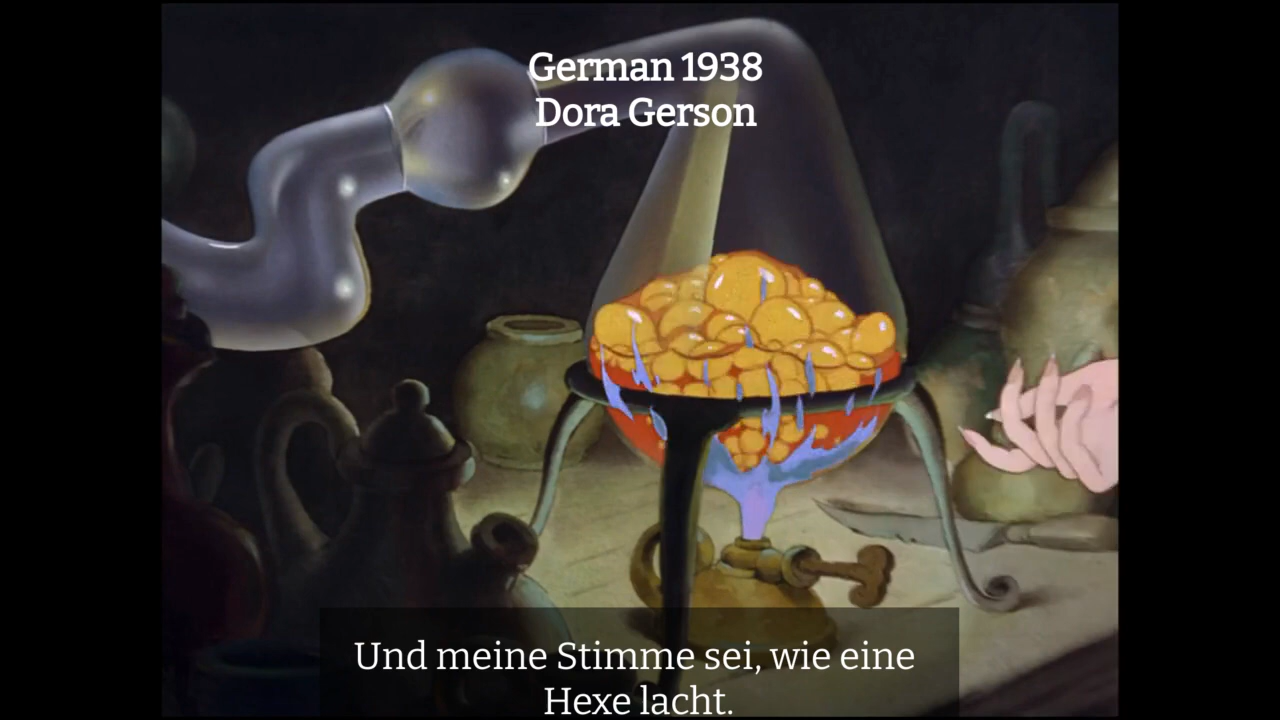 German 1938
Dora Gerson
Und meine Stimme sei, wie eine
Hexe lacht.